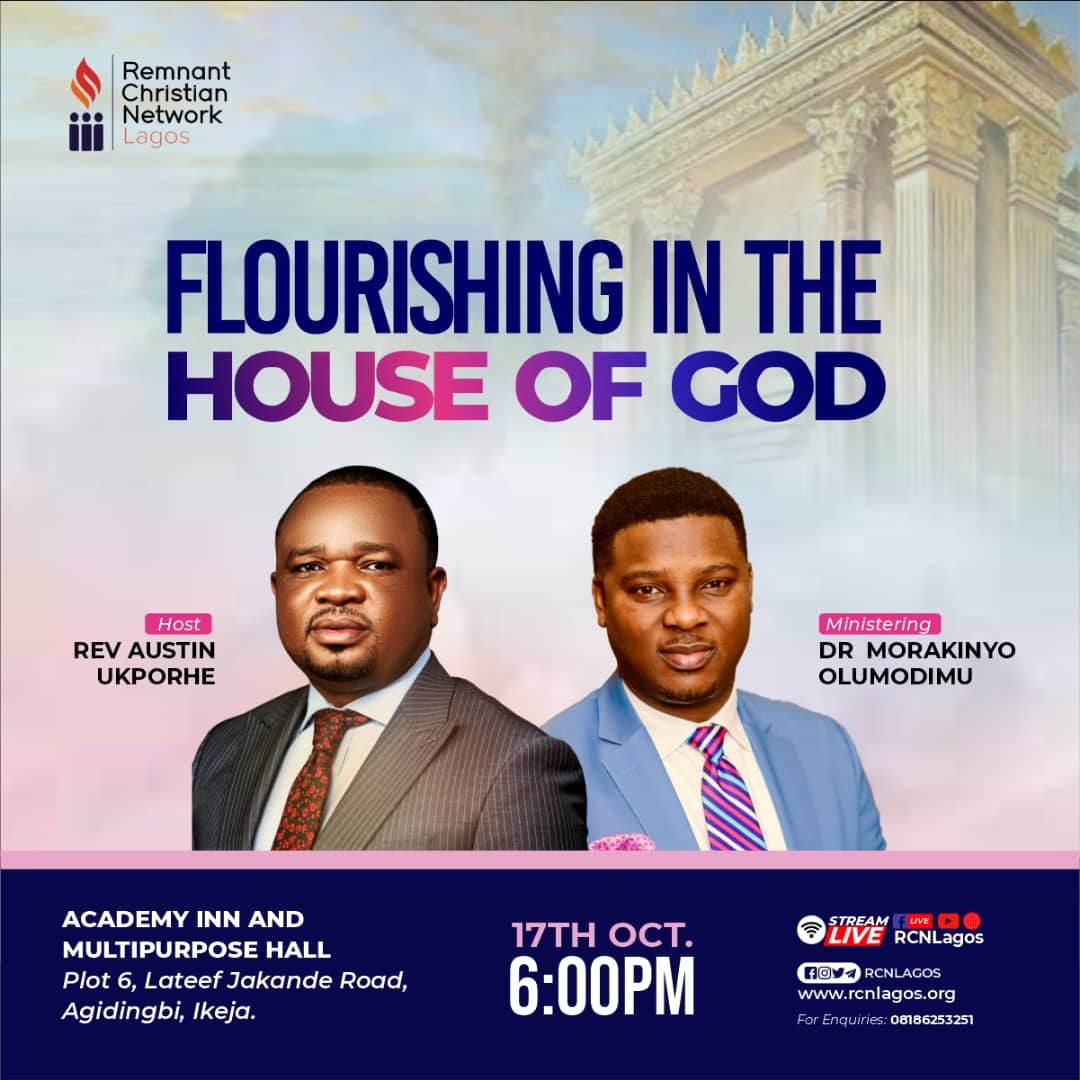 Remnant
Christian
Network
Lagos
FLOURISHING IN THE
HOUSE OF GOD
Host
REV AUSTIN
UKPORHE
Ministering
DR MORAKINYO
OLUMODIMU
ACADEMY INN AND
MULTIPURPOSE HALL
Plot 6, Lateef Jakande Road,
Agidingbi, Ikeja.
17TH OCT.
6:00PM
STREAM
LIVE
LIVE
RCNLagos
RCNLAGOS
www.rcnlagos.org
For Enquiries: 08186253251